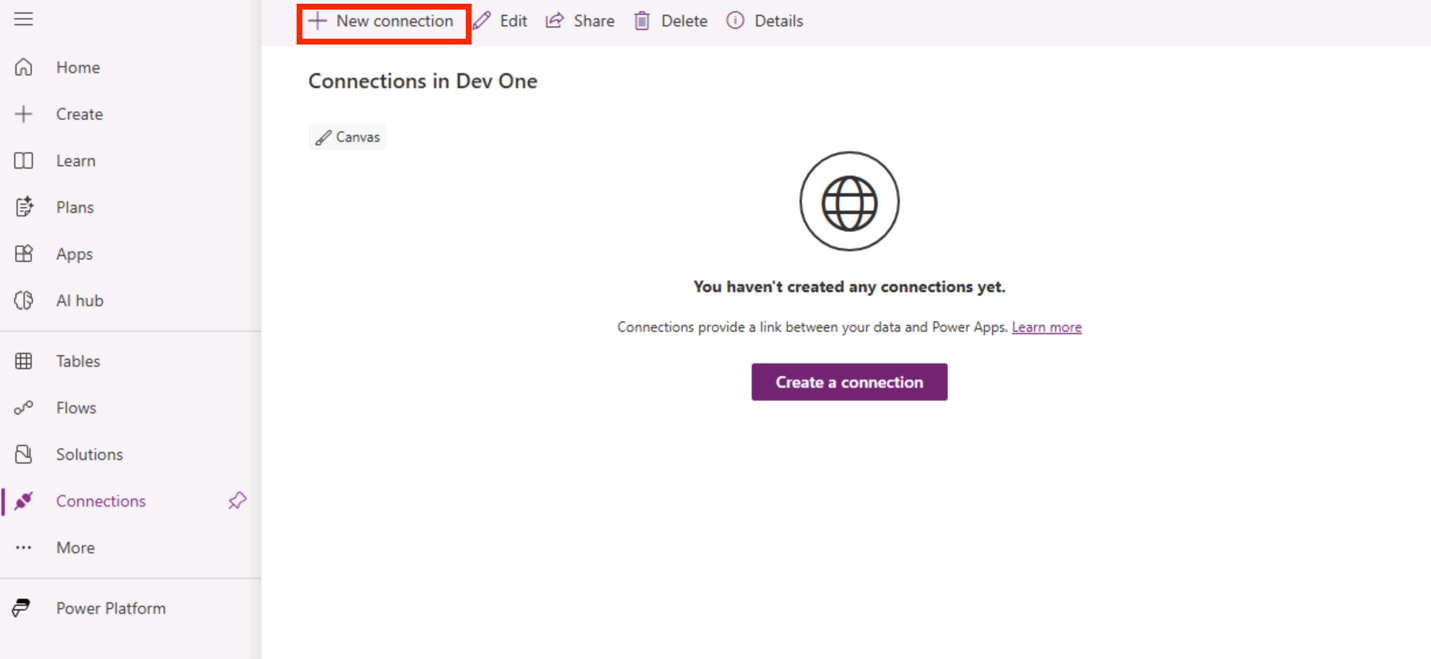 New connection Edit Share Delete Details
Home
Create
Learn
Plans
Apps
AI hub
Tables
Flows
Solutions
Connections
More
Power Platform
Connections in Dev One
Canvas
You haven't created any connections yet.
Connections provide a link between your data and Power Apps. Learn more
Create a connection